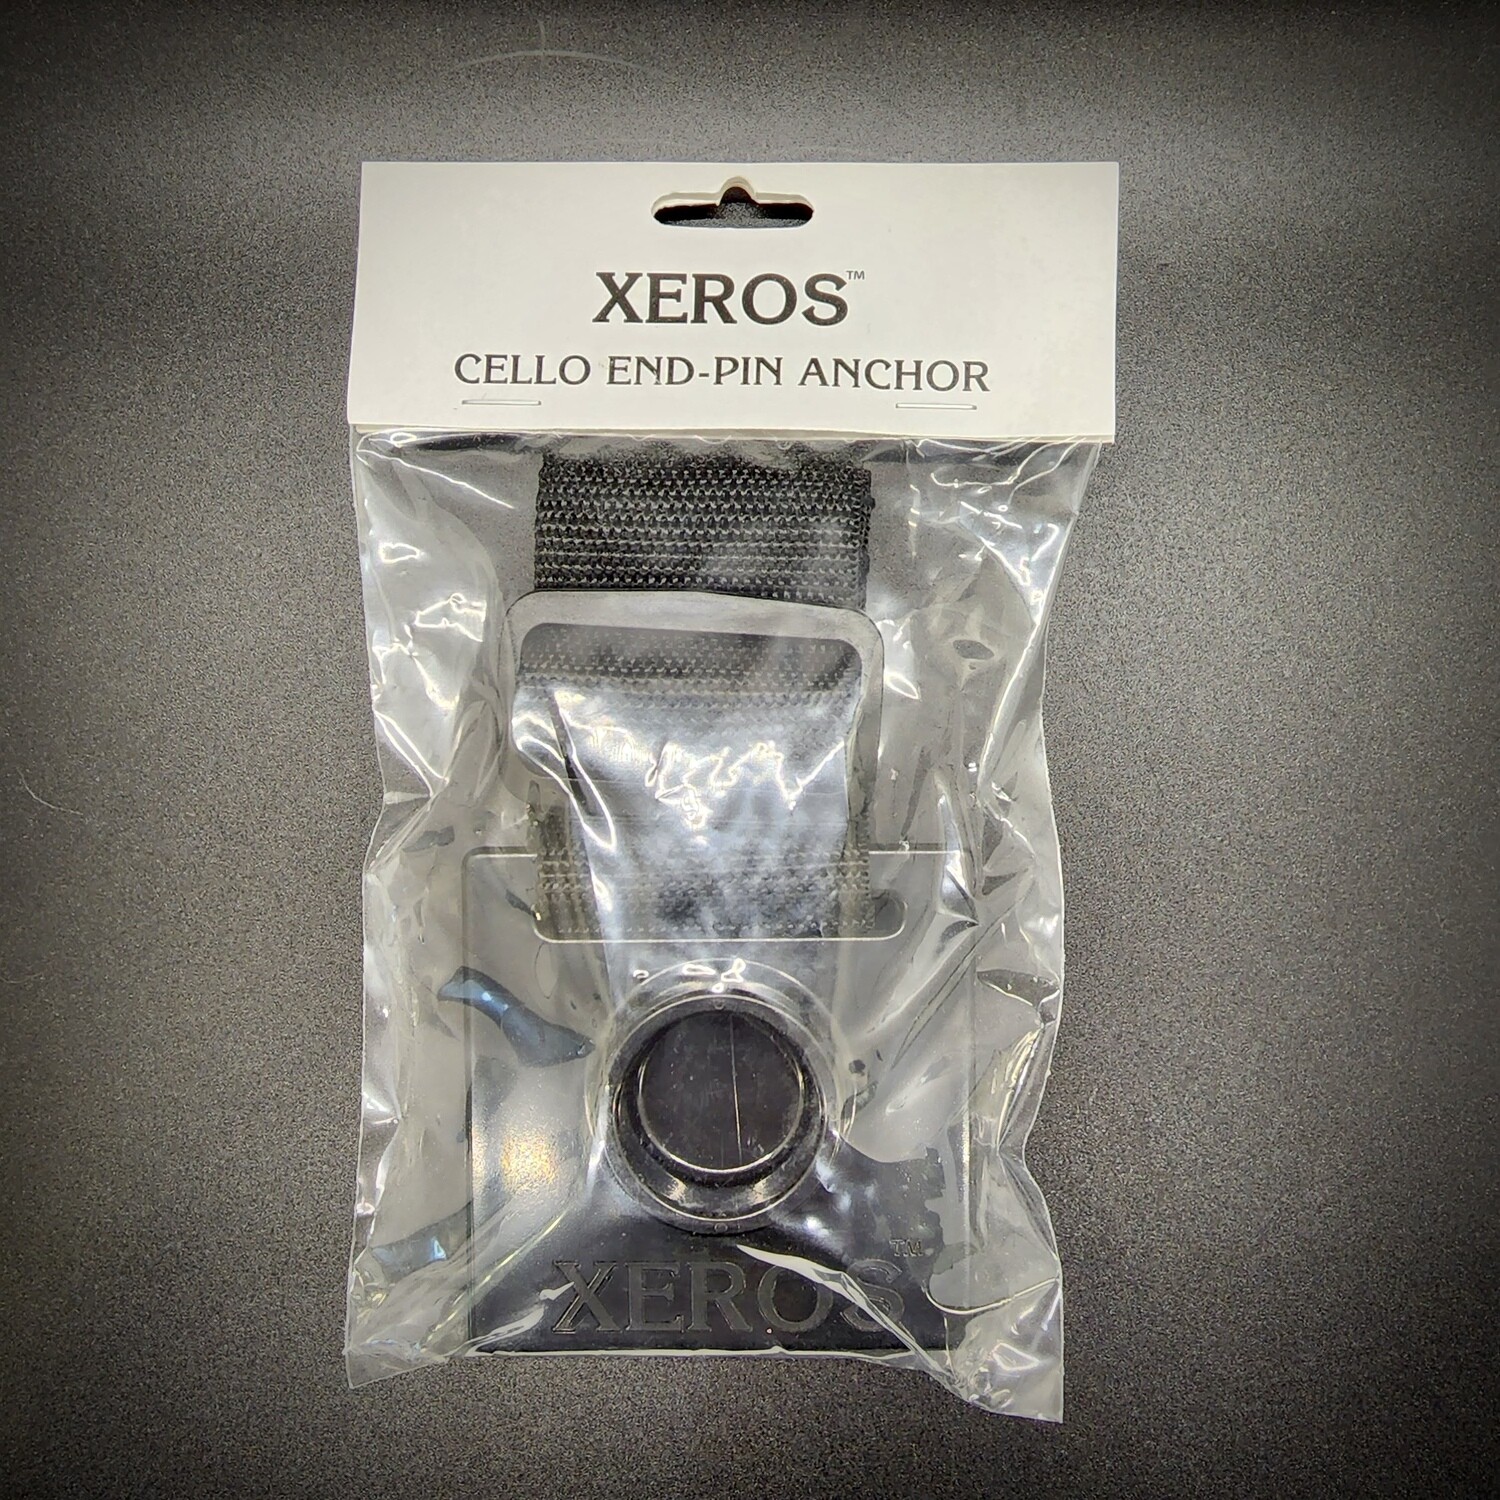 XEROS™
CELLO END-PIN ANCHOR
XEROS™